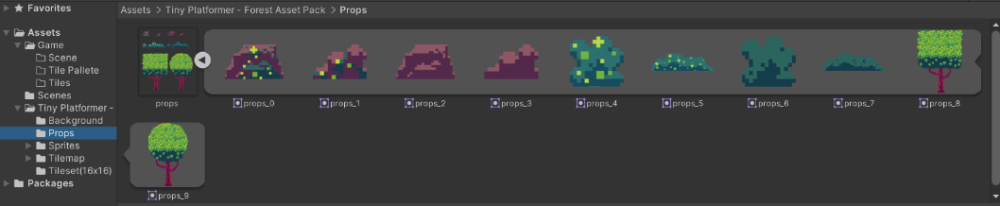 Favorites
Assets
Game
Scene
Tile Pallete
Tiles
Scenes
Tiny Platformer -
Background
Props
Sprites
Tilemap
Tileset(16x16)
Packages
Assets > Tiny Platformer - Forest Asset Pack > Props
props
props_0
props_1
props_2
props_3
props_4
props_5
props_6
props_7
props_8
props_9